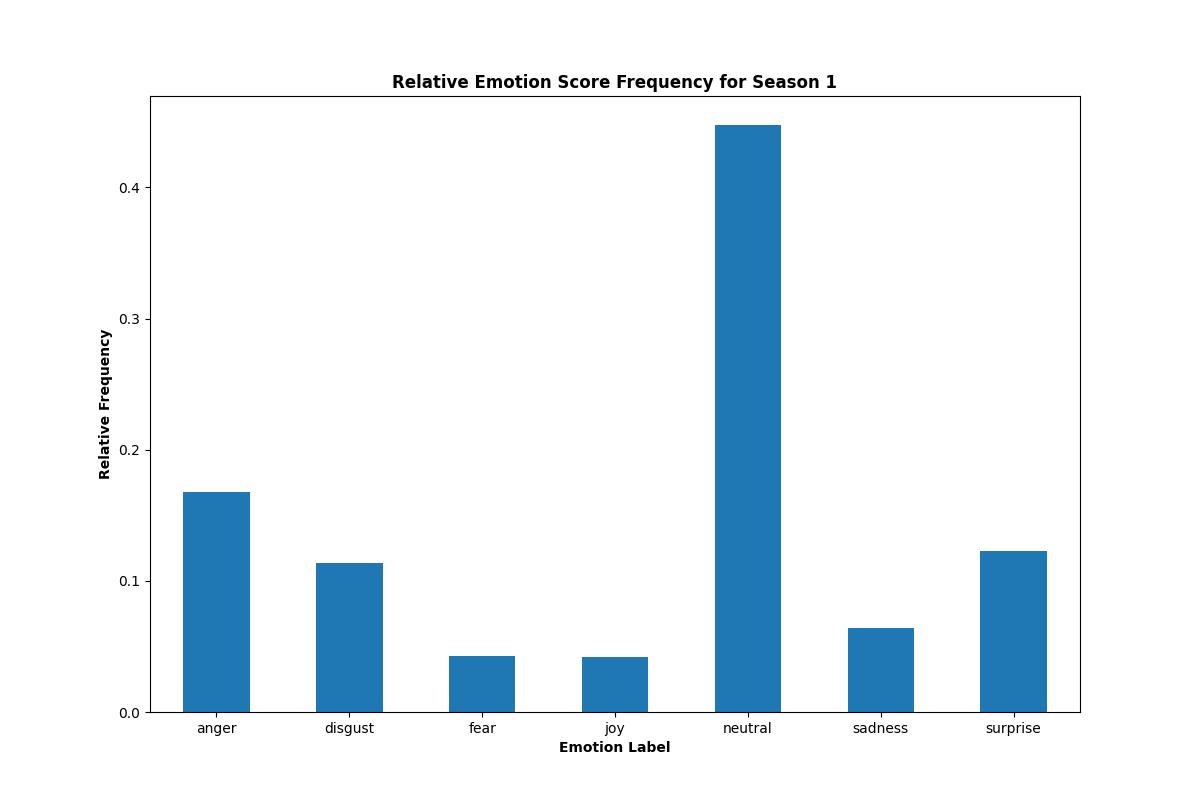 Relative Emotion Score Frequency for Season 1
Relative Frequency
0.4
0.3
0.2
0.1
0.0
anger disgust fear joy neutral sadness surprise
Emotion Label